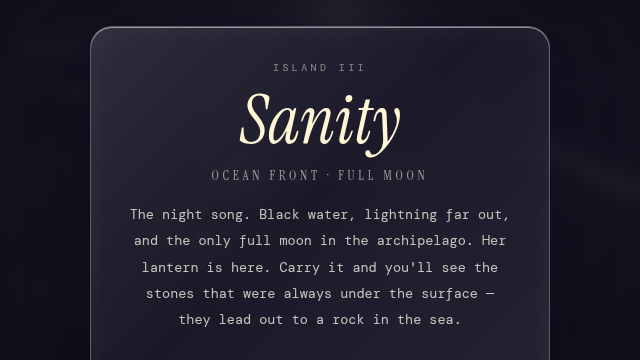 ISLAND III
Sanity
OCEAN FRONT · FULL MOON
The night song. Black water, lightning far out,
and the only full moon in the archipelago. Her
lantern is here. Carry it and you'll see the
stones that were always under the surface —
they lead out to a rock in the sea.